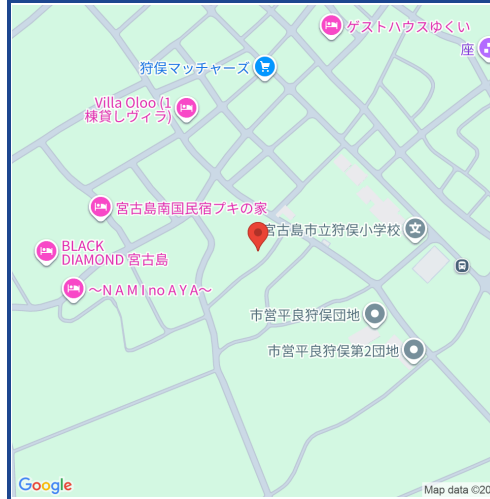 ゲストハウスゆくい
座
狩俣マッチャーズ
Villa Oloo (1
棟貸しヴィラ)
宮古島南国民宿プキの家
宮古島市立狩俣小学校
BLACK
DIAMOND 宮古島
〜N A M I no A Y A〜
文
市営平良狩俣団地
市営平良狩俣第2団地
Google
Map data ©20